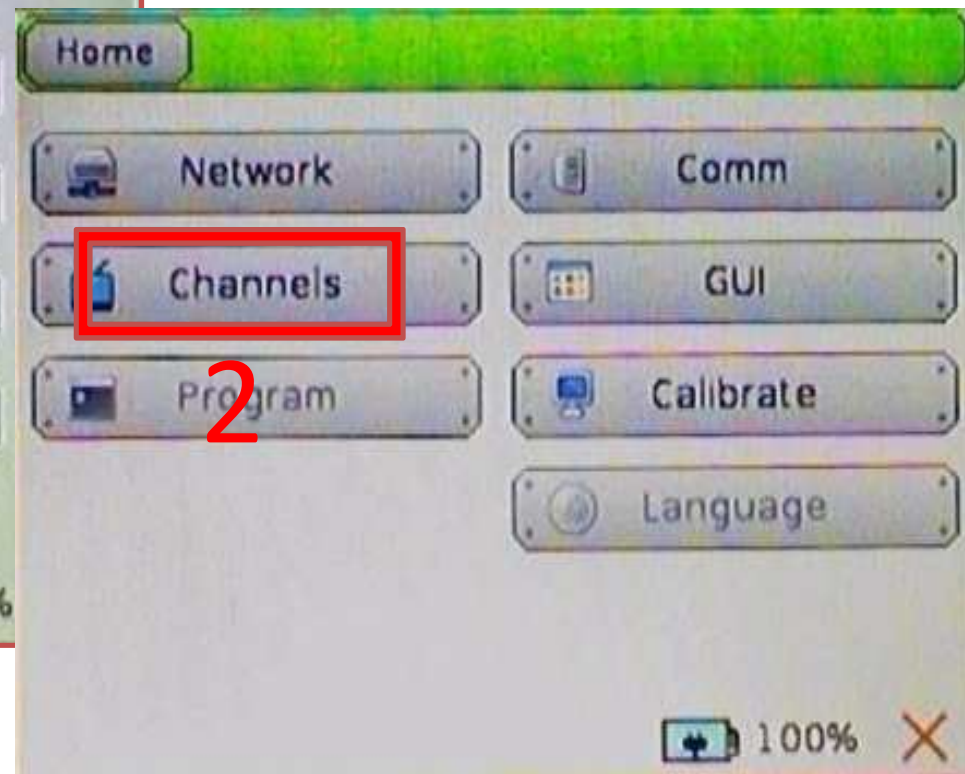 Home
Network
Comm
Channels
GUI
2
Program
Calibrate
Language
%
100%